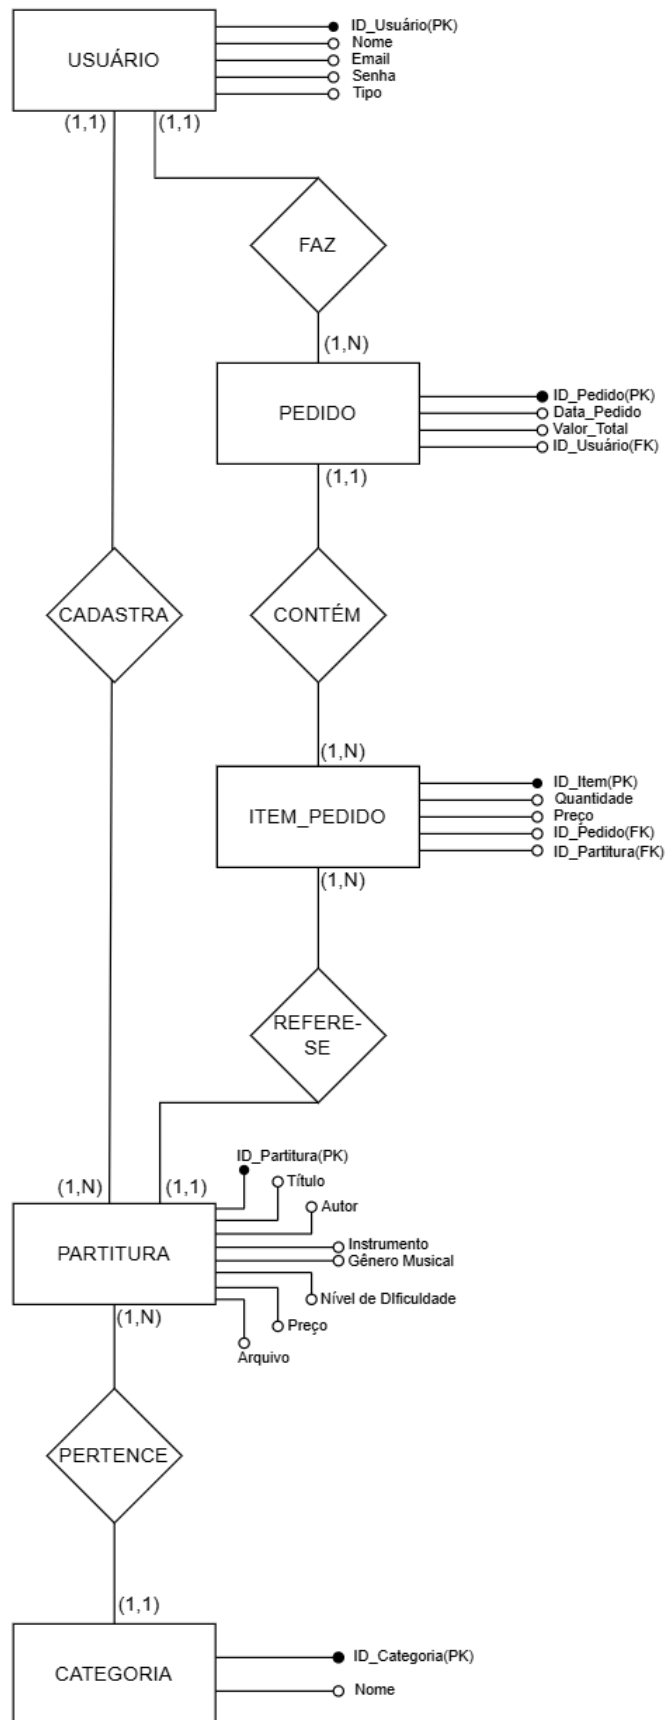 USUÁRIO
ID_Usuário(PK)
Nome
Email
Senha
Tipo
(1,1)
(1,1)
FAZ
(1,N)
PEDIDO
ID_Pedido(PK)
Data_Pedido
Valor_Total
ID_Usuário(FK)
(1,1)
CADASTRA
CONTÉM
(1,N)
ITEM_PEDIDO
ID_Item(PK)
Quantidade
Preço
ID_Pedido(FK)
ID_Partitura(FK)
(1,N)
REFERE-
SE
(1,N)
(1,1)
PARTITURA
ID_Partitura(PK)
Título
Autor
Instrumento
Gênero Musical
Nível de DIficuldade
Preço
Arquivo
(1,N)
PERTENCE
(1,1)
CATEGORIA
ID_Categoria(PK)
Nome